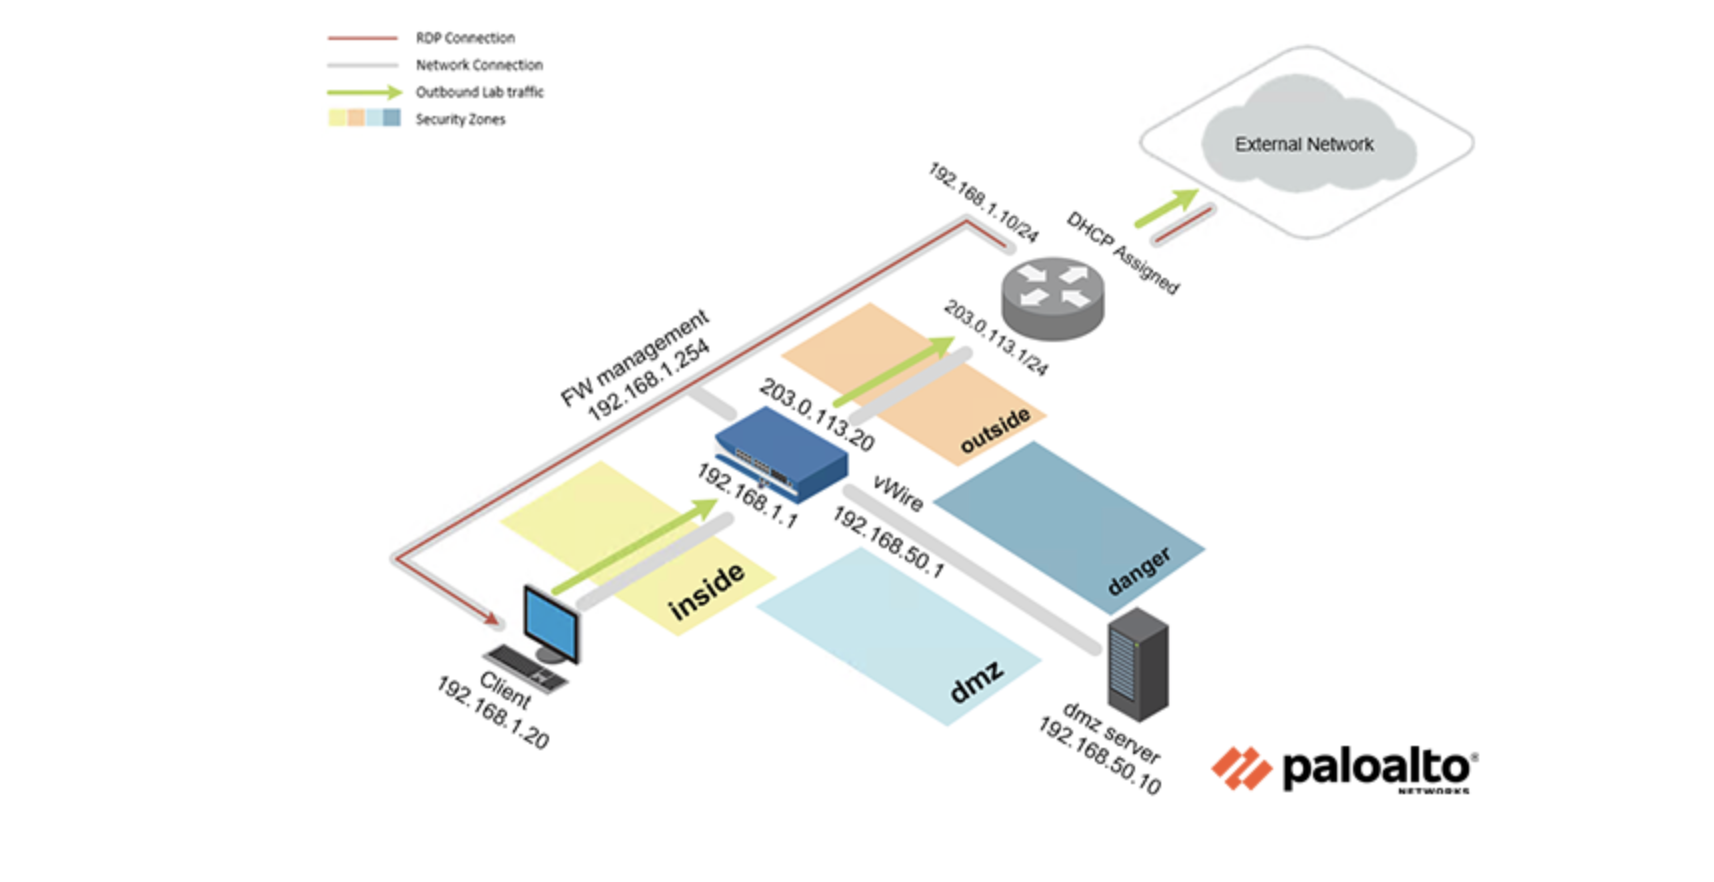 RDP Connection
Network Connection
Outbound Lab traffic
Security Zones
External Network
192.168.1.10/24
DHCP Assigned
203.0.113.1/24
FW management
192.168.1.254
203.0.113.20
outside
192.168.1.1
vWire
192.168.50.1
danger
inside
dmz
Client
192.168.1.20
dmz server
192.168.50.10
paloalto®
NETWORKS